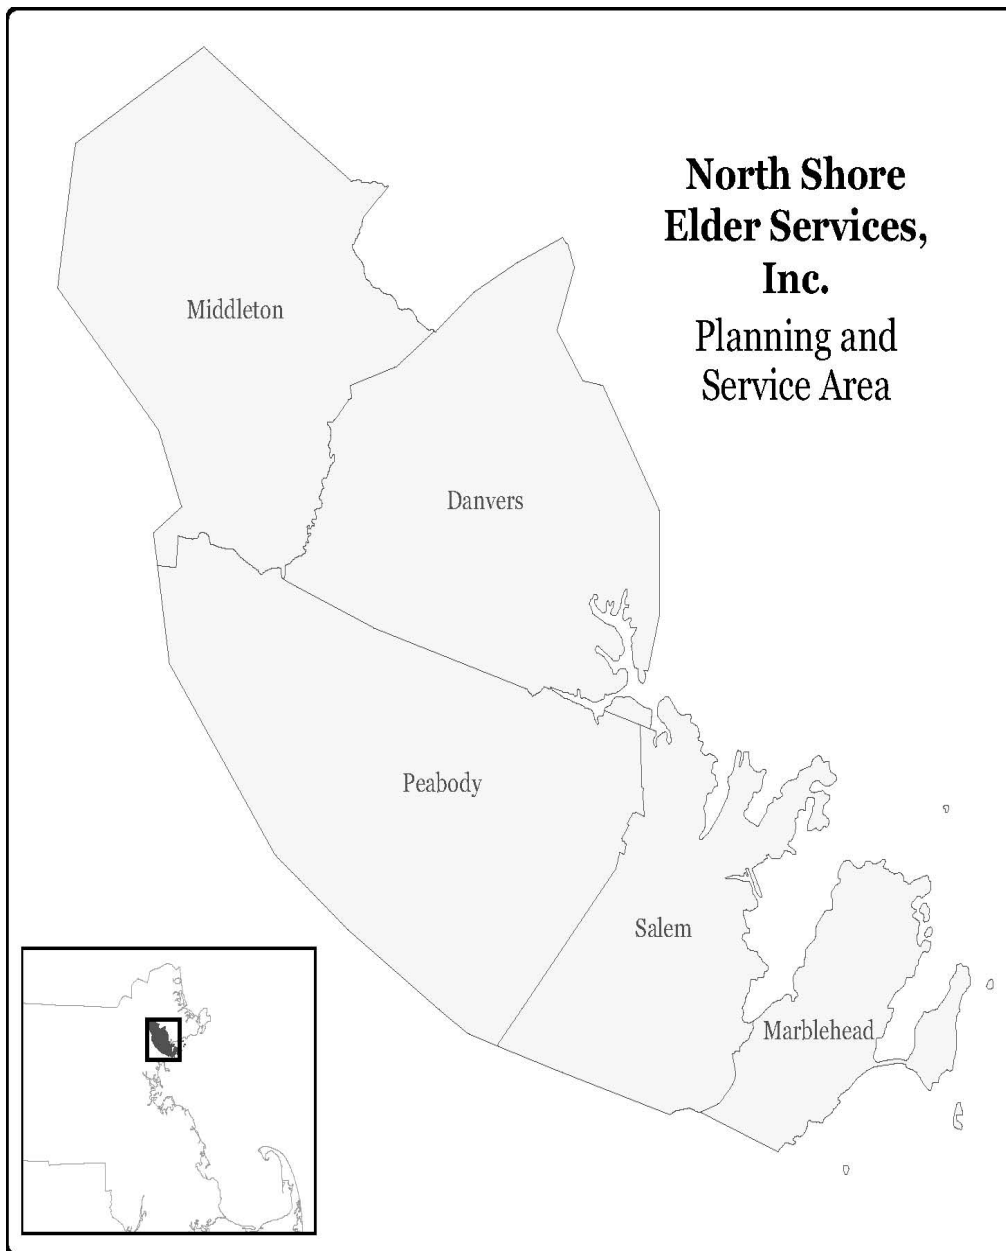 North Shore
Elder Services,
Inc.
Planning and
Service Area
Middleton
Danvers
Peabody
Salem
Marblehead